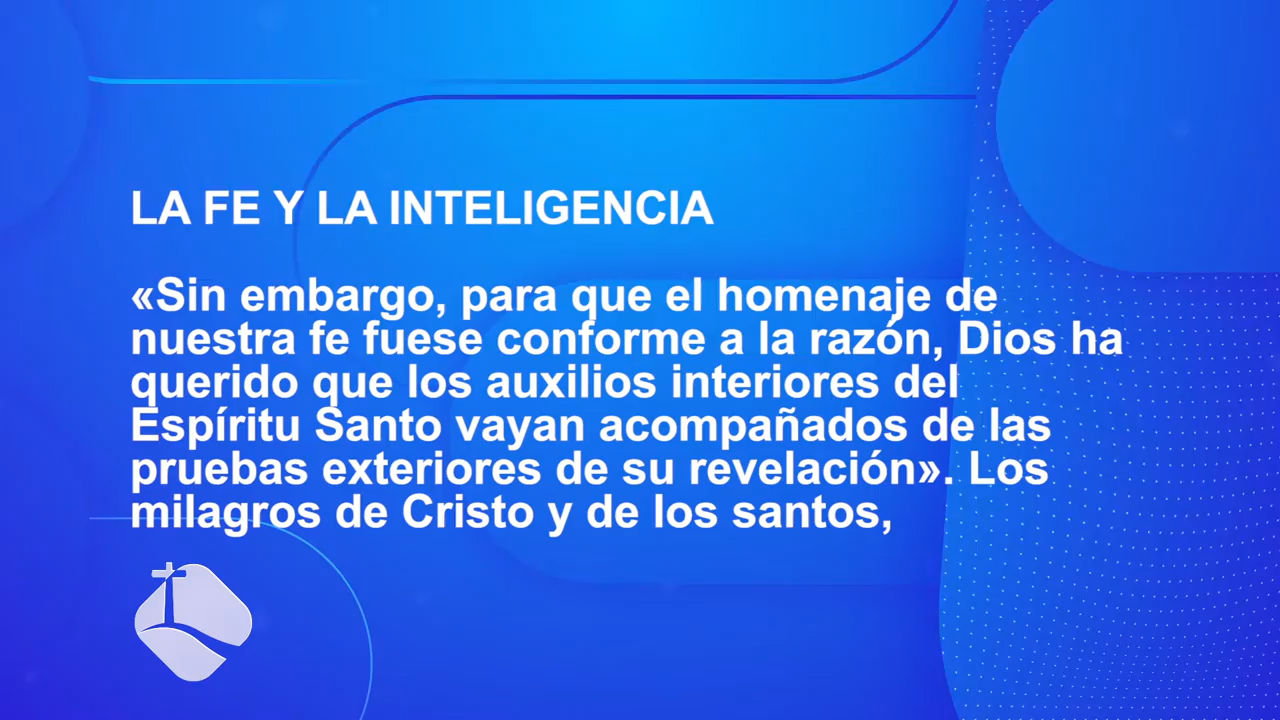 LA FE Y LA INTELIGENCIA
«Sin embargo, para que el homenaje de
nuestra fe fuese conforme a la razón, Dios ha
querido que los auxilios interiores del
Espíritu Santo vayan acompañados de las
pruebas exteriores de su revelación». Los
milagros de Cristo y de los santos,